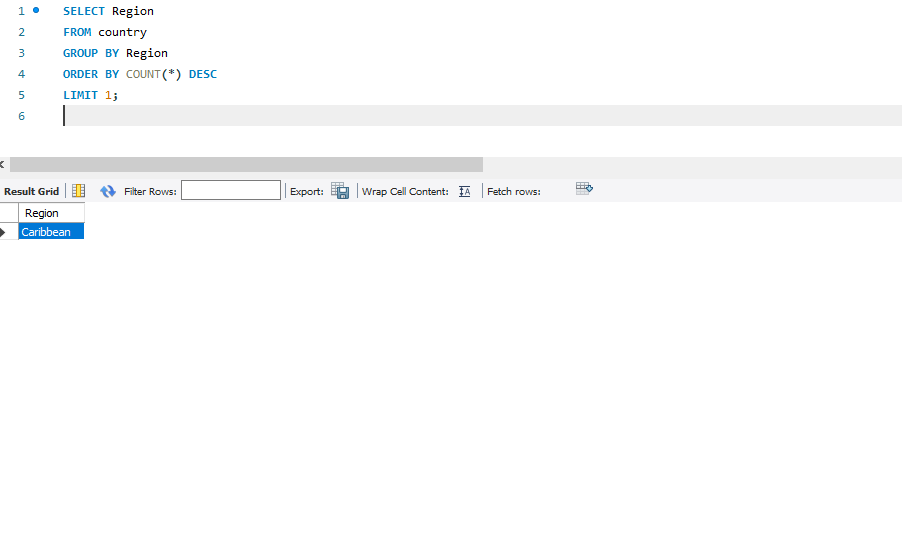 1 SELECT Region
2 FROM country
3 GROUP BY Region
4 ORDER BY COUNT(*) DESC
5 LIMIT 1;
6
Result Grid Filter Rows: Export: Wrap Cell Content: Fetch rows:
Region
Caribbean